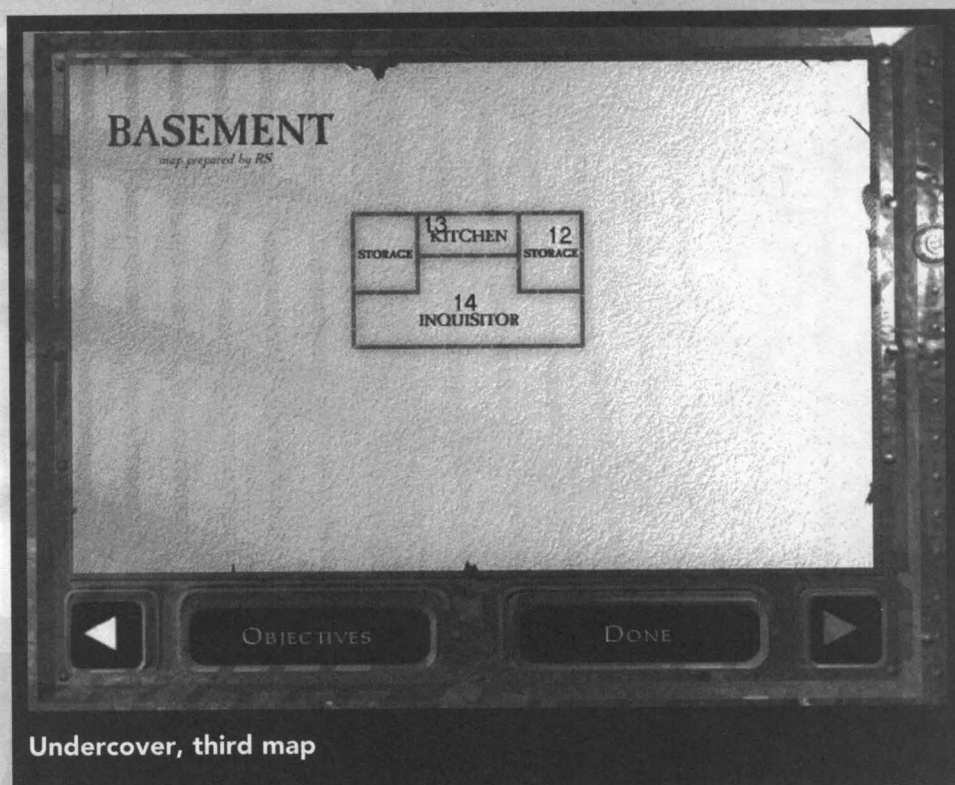 BASEMENT
map prepared by RS
13
KITCHEN
12
STORAGE
STORAGE
14
INQUISITOR
OBJECTIVES
DONE
Undercover, third map